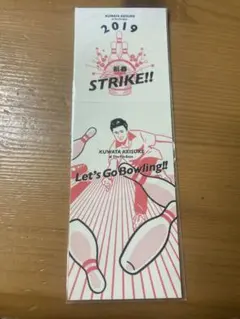 KUWATA KEISUKE
2019
STRIKE!!
KUWATA KEISUKE
Let's Go Bowling!!